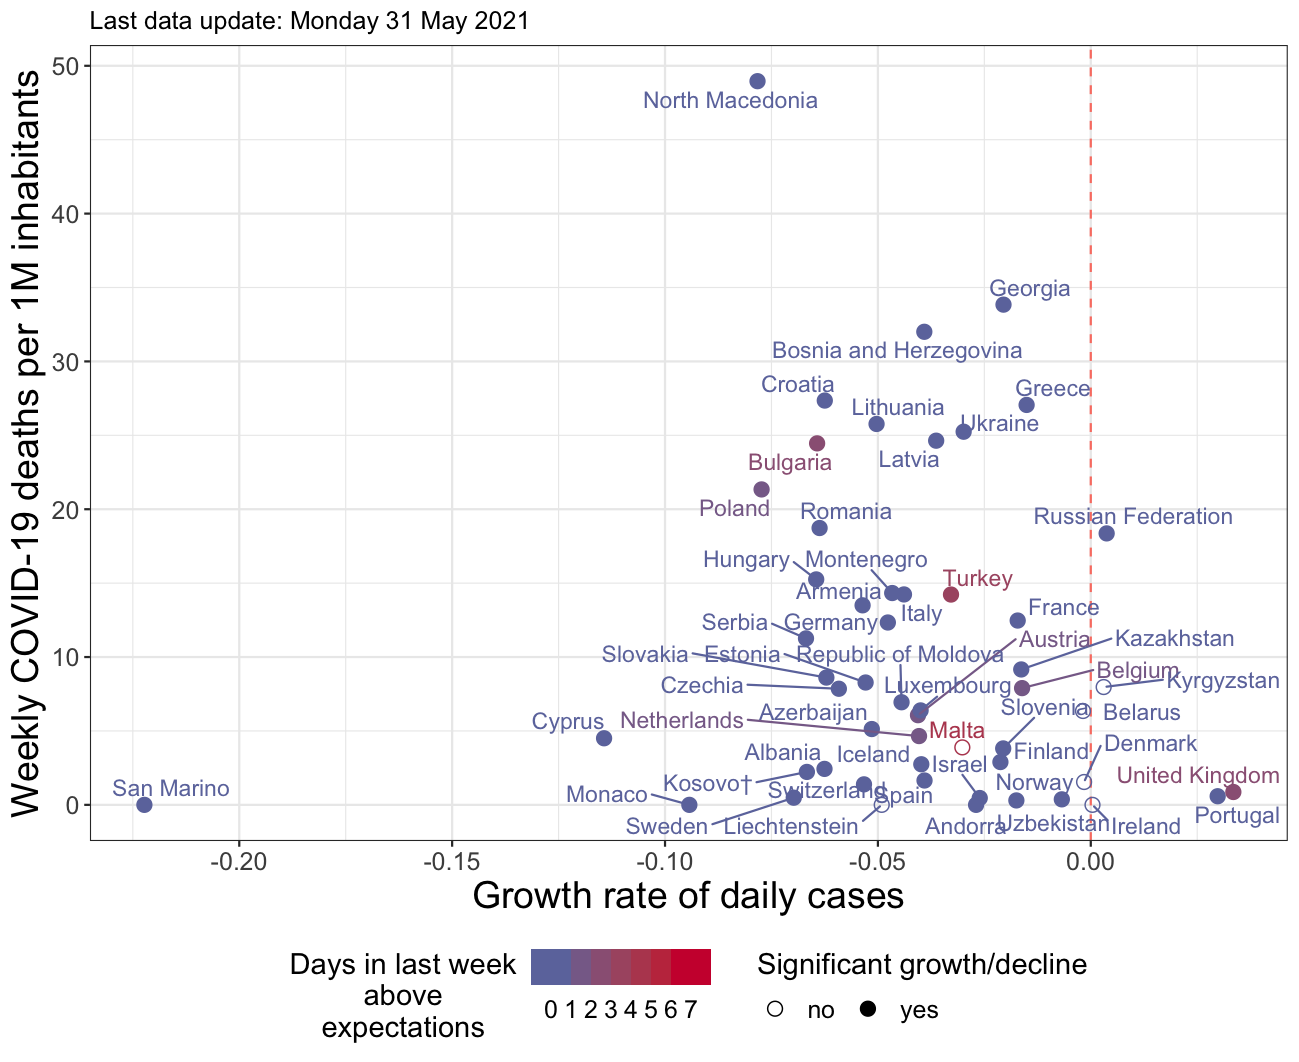 Last data update: Monday 31 May 2021
Weekly COVID-19 deaths per 1M inhabitants
50
40
30
20
10
0
North Macedonia
Georgia
Bosnia and Herzegovina
Croatia
Greece
Lithuania
Ukraine
Latvia
Bulgaria
Poland
Romania
Russian Federation
Hungary
Montenegro
Turkey
Armenia
Italy
France
Serbia
Germany
Austria
Kazakhstan
Slovakia
Estonia
Republic of Moldova
Belgium
Kyrgyzstan
Czechia
Luxembourg
Slovenia
Belarus
Azerbaijan
Cyprus
Netherlands
Malta
Denmark
Albania
Iceland
Finland
Israel
United Kingdom
San Marino
Kosovo†
Switzerland
Norway
Monaco
Spain
Portugal
Sweden
Liechtenstein
Andorra
Uzbekistan
Ireland
-0.20
-0.15
-0.10
-0.05
0.00
Growth rate of daily cases
Days in last week
above
expectations
0 1 2 3 4 5 6 7
Significant growth/decline
no
yes